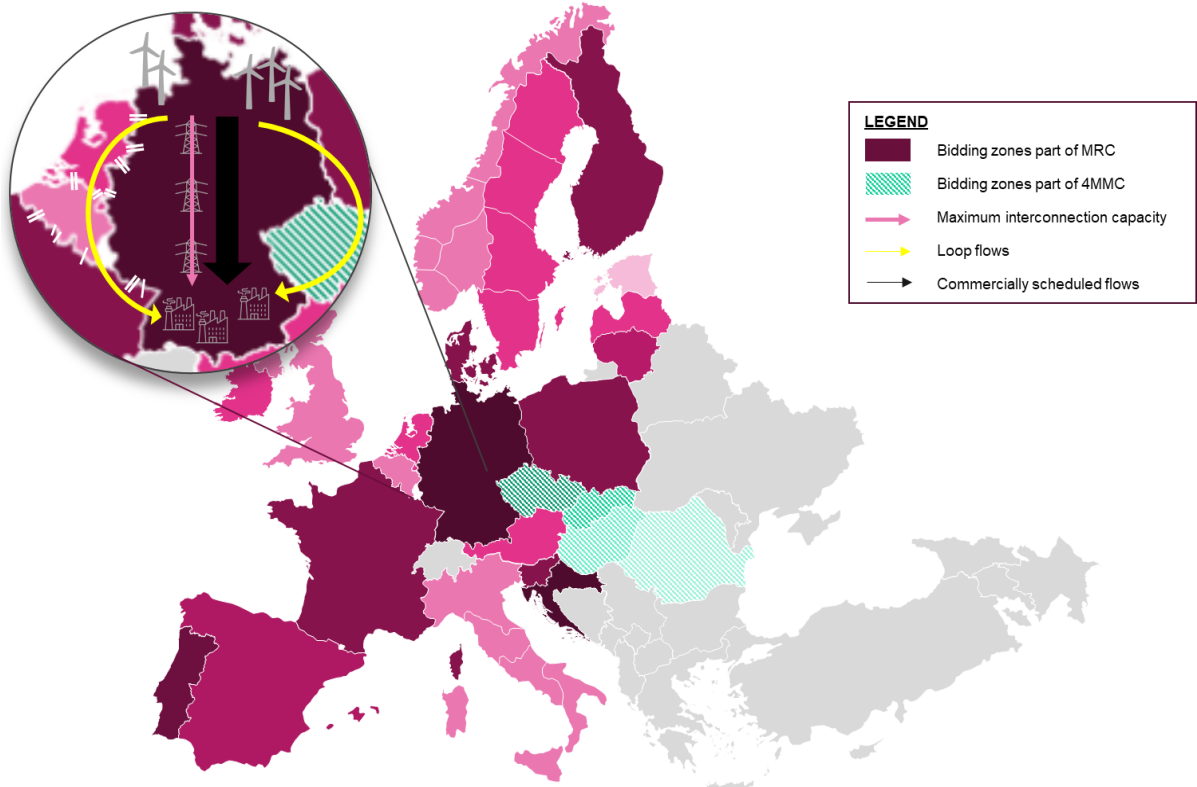 LEGEND
Bidding zones part of MRC
Bidding zones part of 4MMC
Maximum interconnection capacity
Loop flows
Commercially scheduled flows